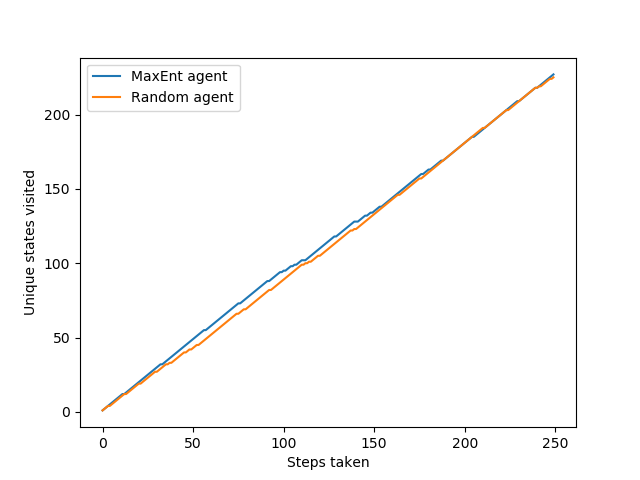 MaxEnt agent
Random agent
Unique states visited
200
150
100
50
0
0 50 100 150 200 250
Steps taken